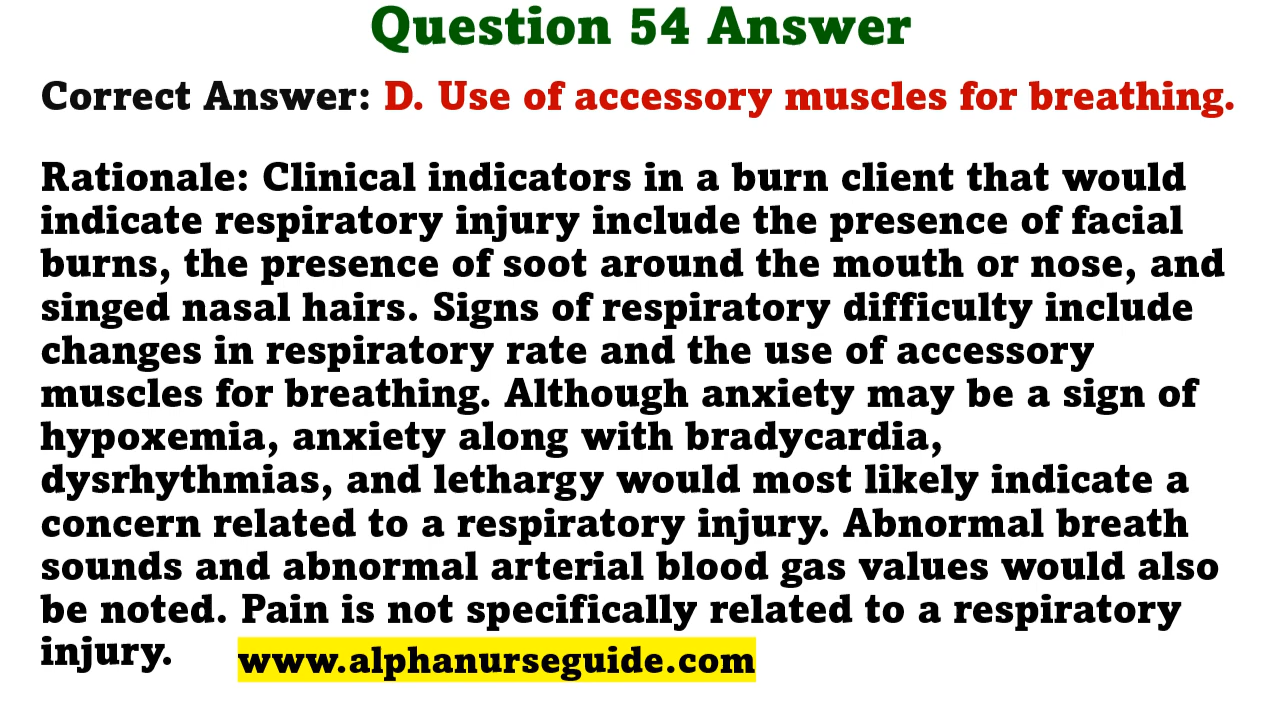 Question 54 Answer
Correct Answer: D. Use of accessory muscles for breathing.
Rationale: Clinical indicators in a burn client that would
indicate respiratory injury include the presence of facial
burns, the presence of soot around the mouth or nose, and
singed nasal hairs. Signs of respiratory difficulty include
changes in respiratory rate and the use of accessory
muscles for breathing. Although anxiety may be a sign of
hypoxemia, anxiety along with bradycardia,
dysrhythmias, and lethargy would most likely indicate a
concern related to a respiratory injury. Abnormal breath
sounds and abnormal arterial blood gas values would also
be noted. Pain is not specifically related to a respiratory
injury.
www.alphanurseguide.com